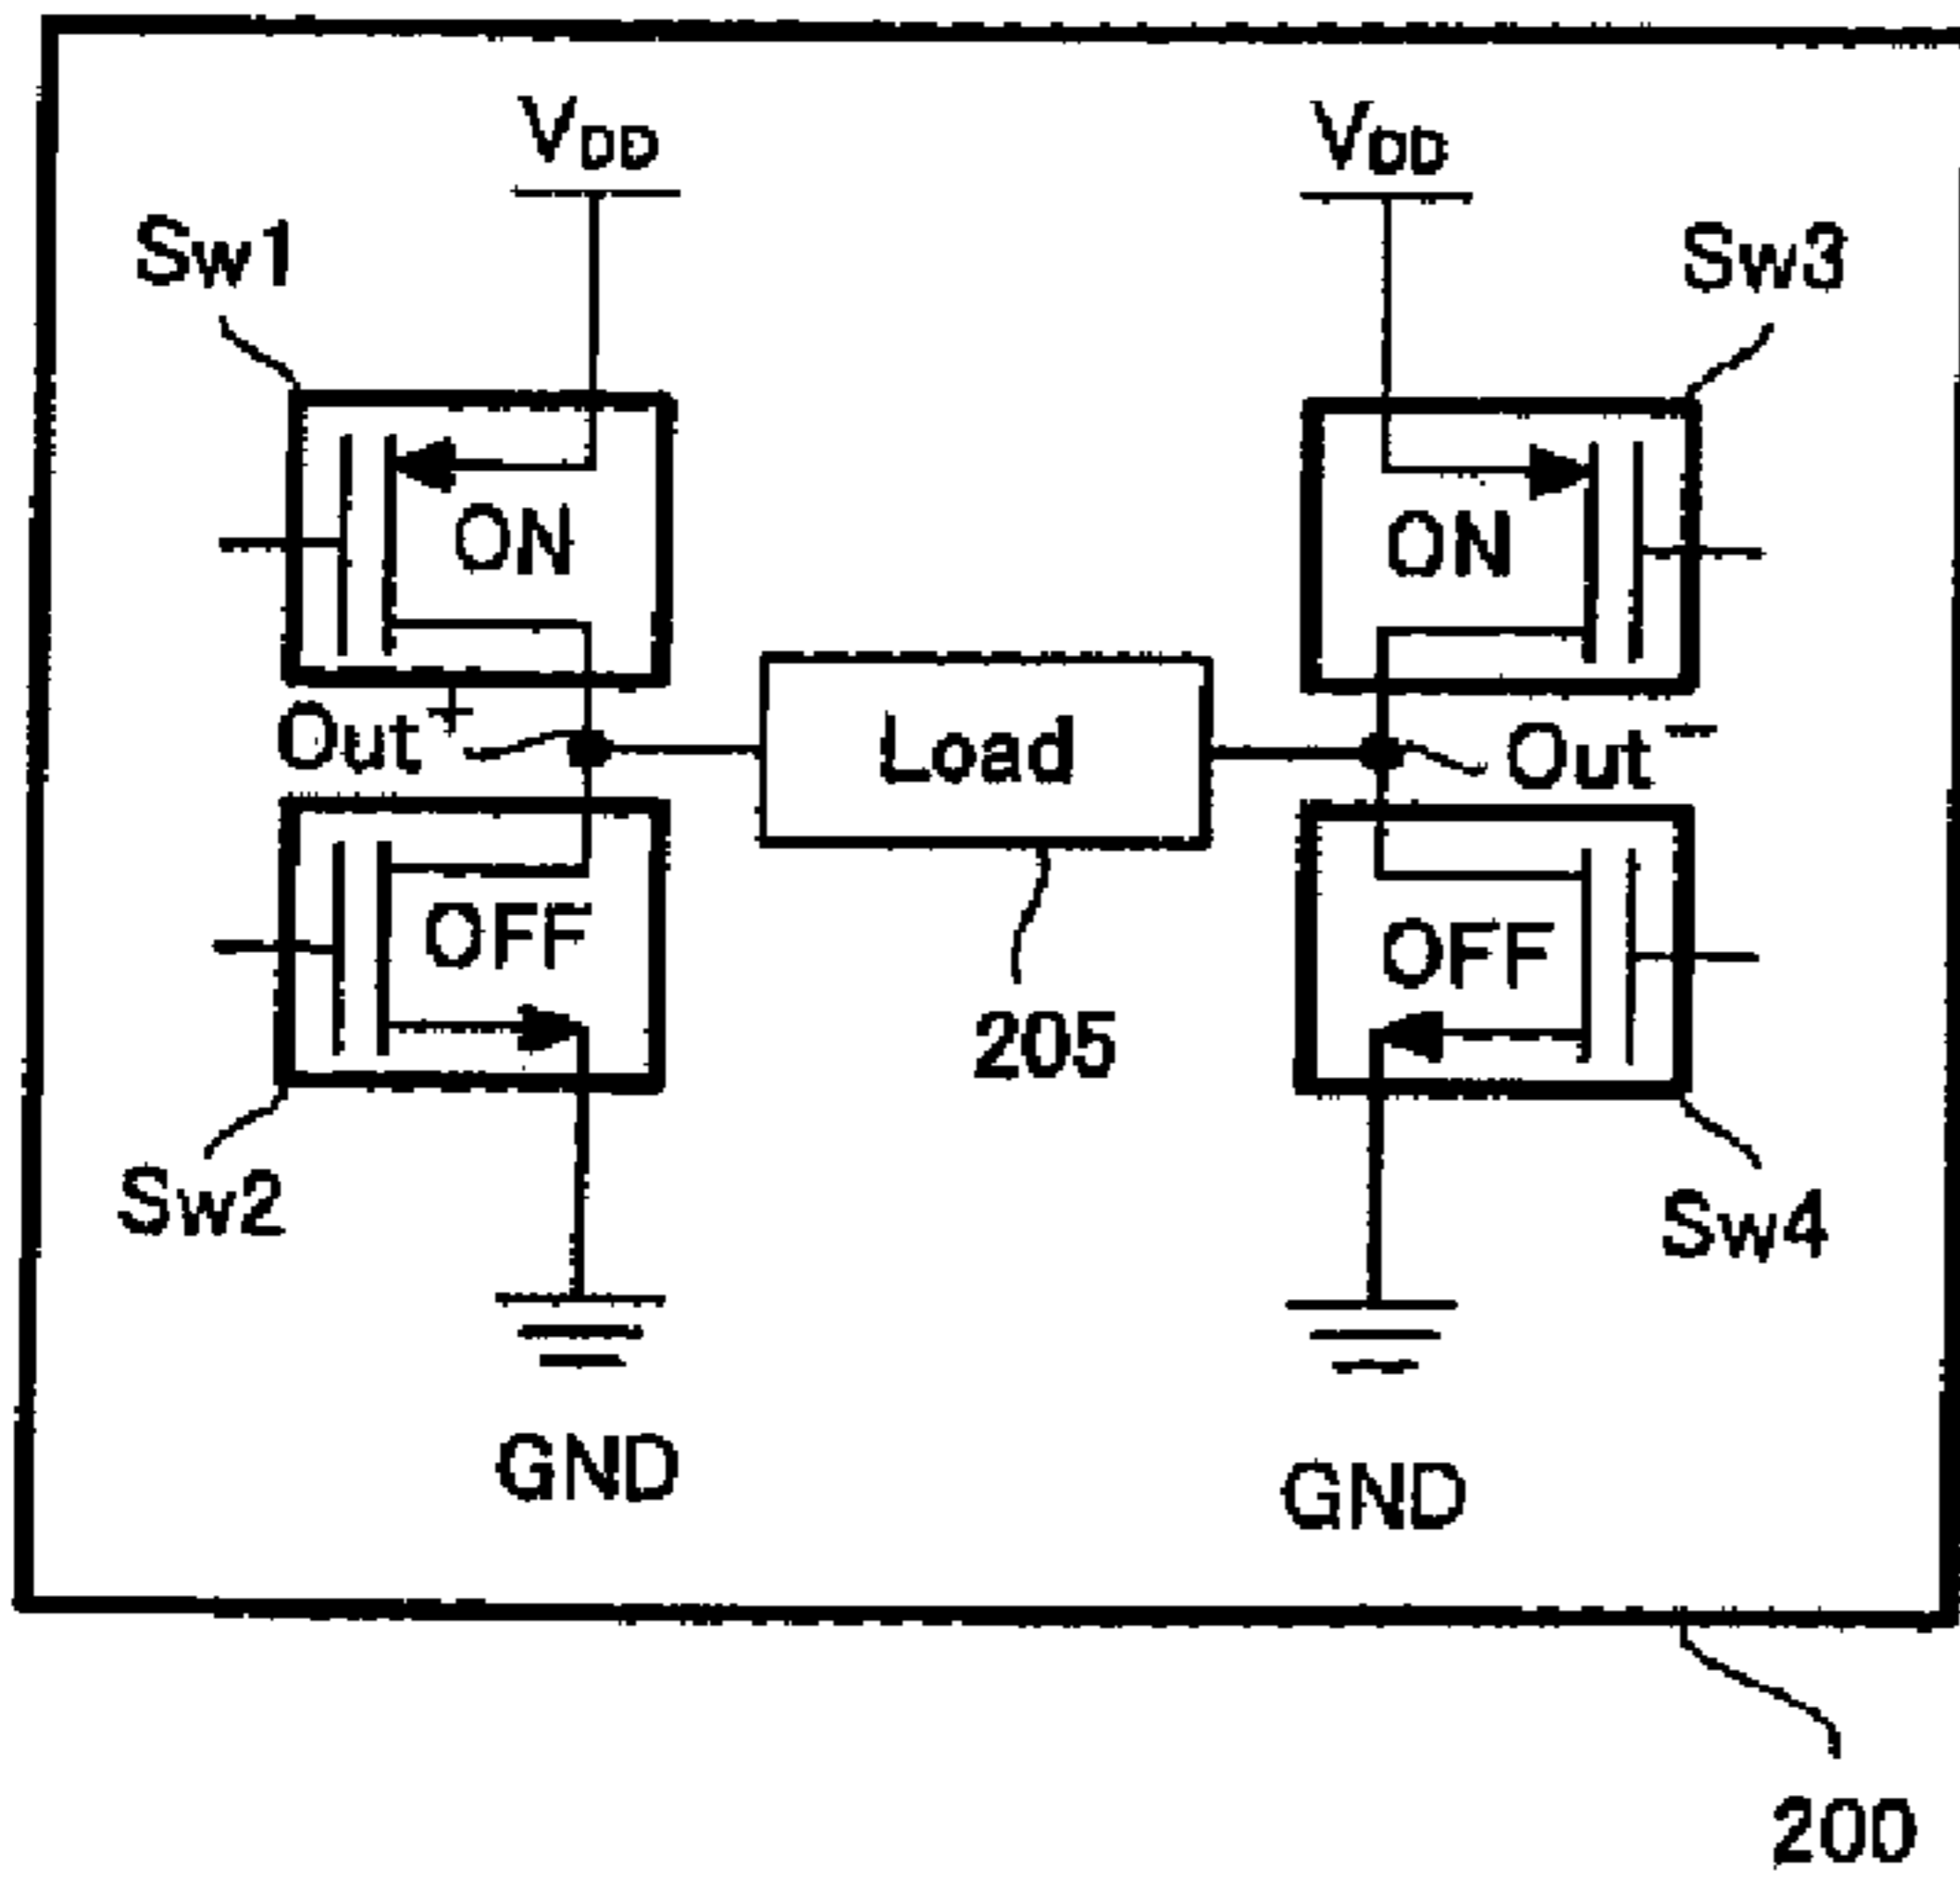 VDD
VDD
Sw1
Sw3
ON
ON
Out+
Load
Out−
OFF
OFF
205
Sw2
Sw4
GND
GND
200